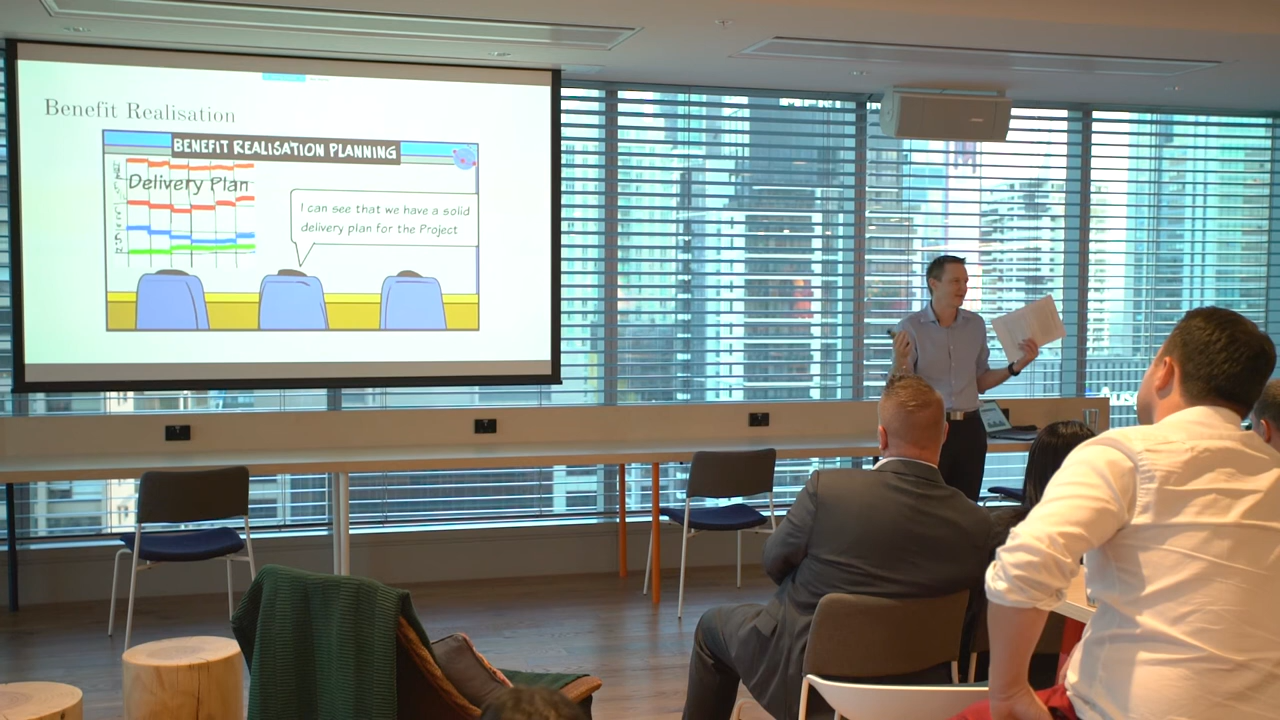 Benefit Realisation
BENEFIT REALISATION PLANNING
Delivery Plan
I can see that we have a solid
delivery plan for the Project